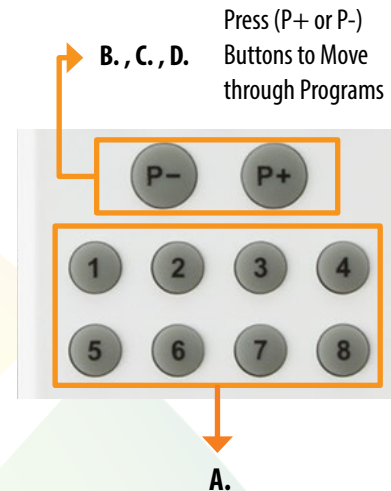 Press (P+ or P-)
B. , C. , D. Buttons to Move
through Programs
P− P+
1 2 3 4
5 6 7 8
A.